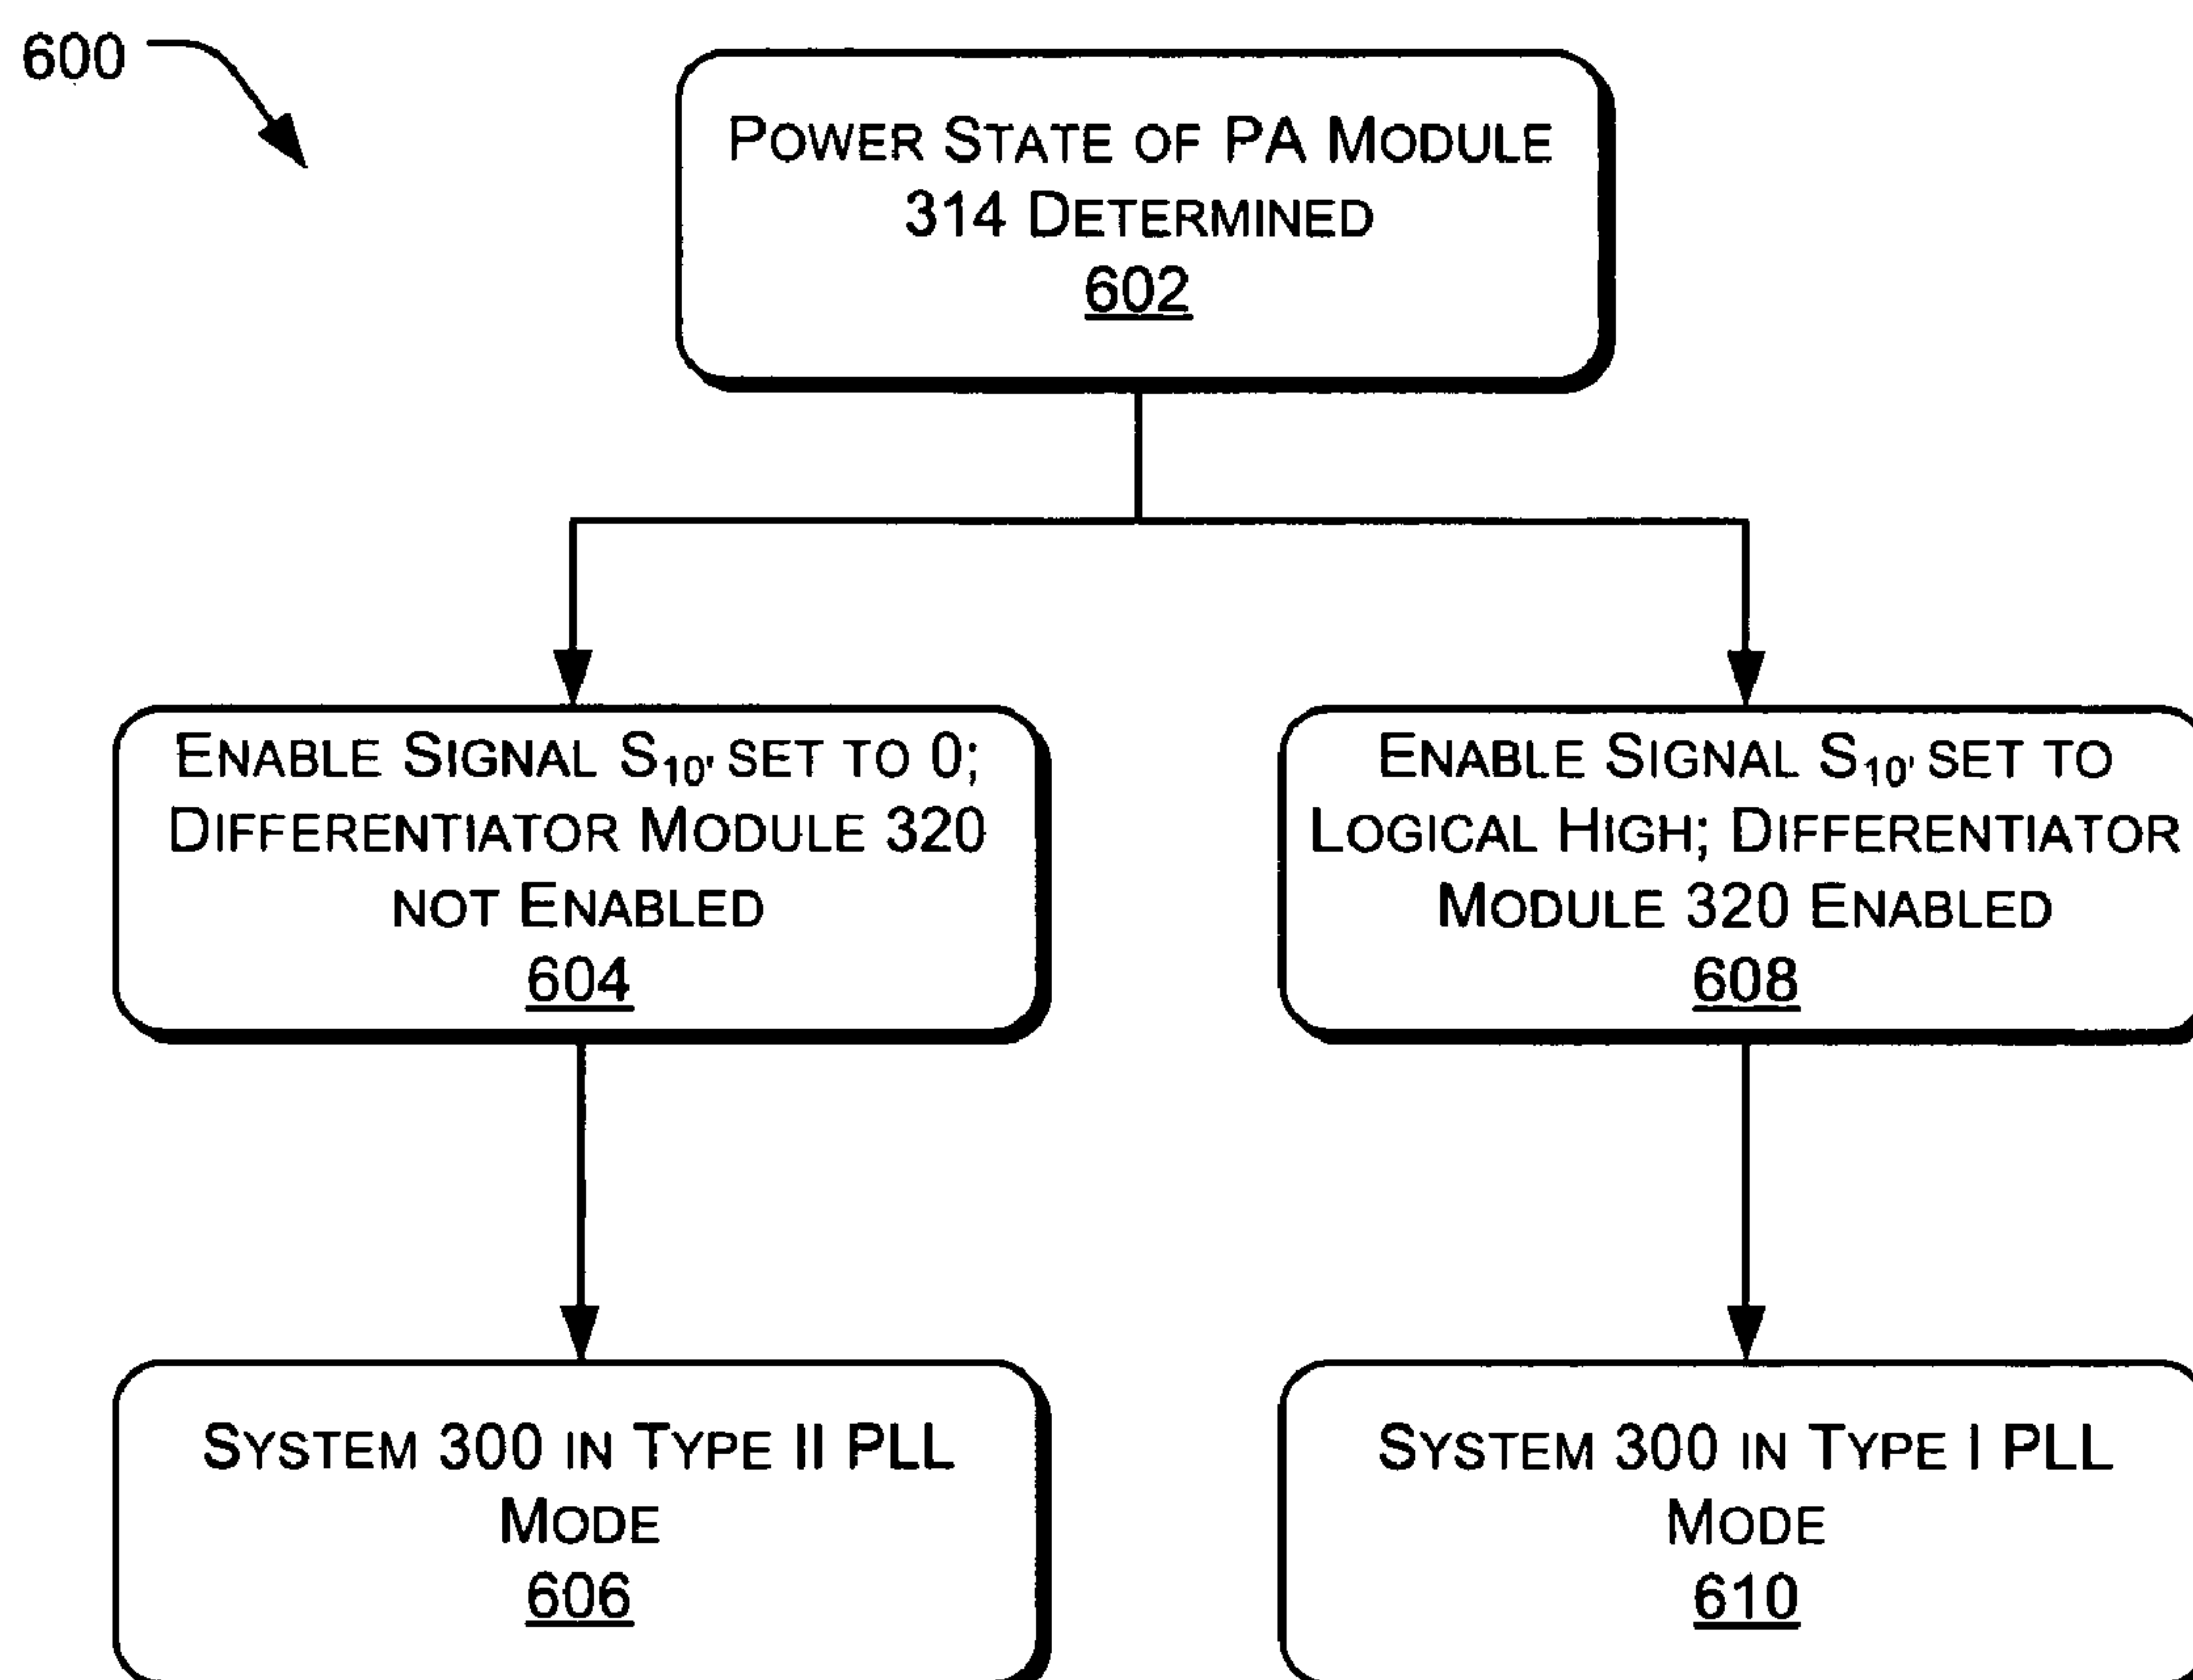 600
POWER STATE OF PA MODULE
314 DETERMINED
602
ENABLE SIGNAL S10' SET TO 0;
DIFFERENTIATOR MODULE 320
NOT ENABLED
604
ENABLE SIGNAL S10' SET TO
LOGICAL HIGH; DIFFERENTIATOR
MODULE 320 ENABLED
608
SYSTEM 300 IN TYPE II PLL
MODE
606
SYSTEM 300 IN TYPE I PLL
MODE
610